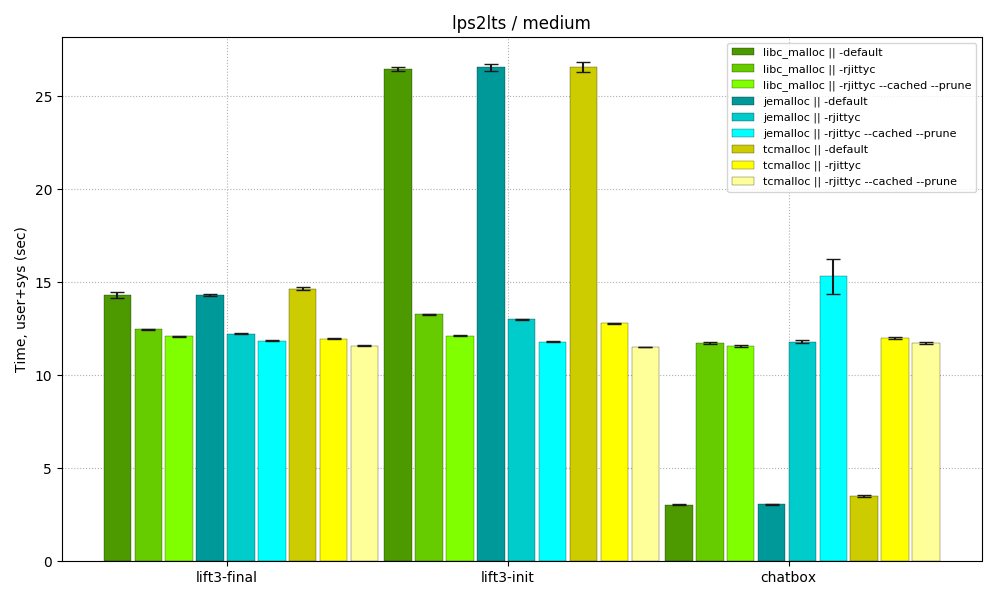 lps2lts / medium
libc_malloc || -default
libc_malloc || -rjittyc
libc_malloc || -rjittyc --cached --prune
jemalloc || -default
jemalloc || -rjittyc
jemalloc || -rjittyc --cached --prune
tcmalloc || -default
tcmalloc || -rjittyc
tcmalloc || -rjittyc --cached --prune
Time, user+sys (sec)
25
20
15
10
5
0
lift3-final
lift3-init
chatbox